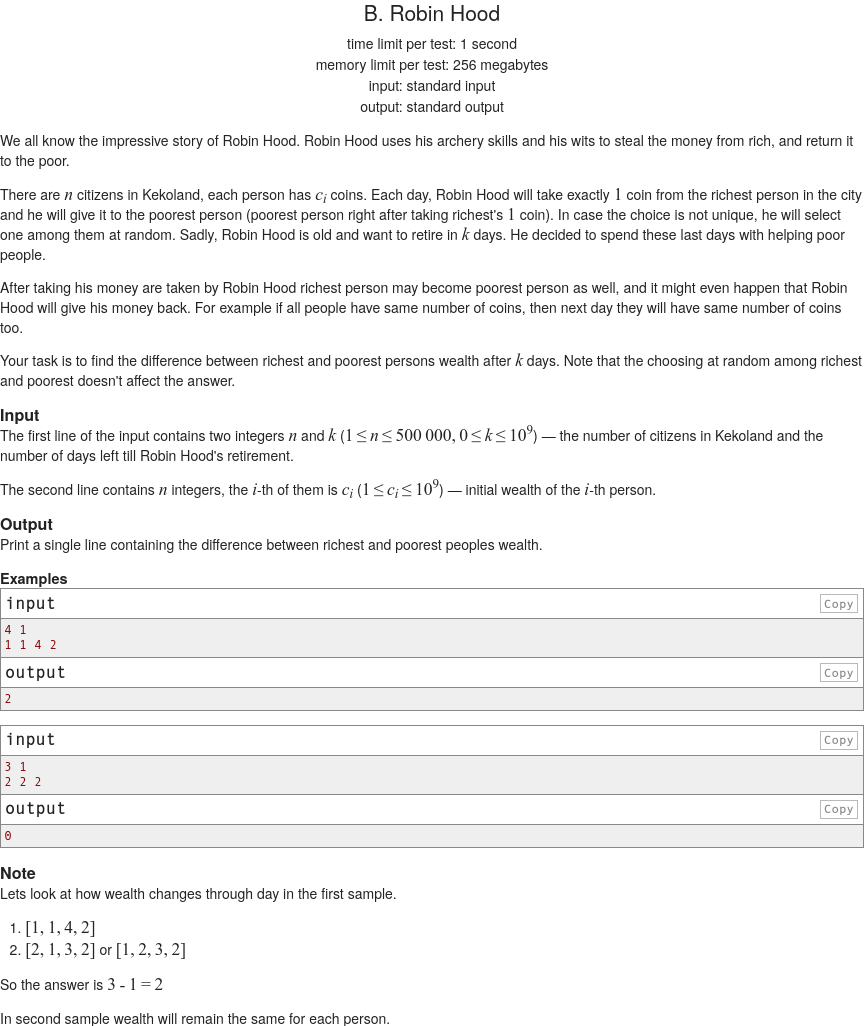 B. Robin Hood
time limit per test: 1 second
memory limit per test: 256 megabytes
input: standard input
output: standard output
We all know the impressive story of Robin Hood. Robin Hood uses his archery skills and his wits to steal the money from rich, and return it
to the poor.
There are n citizens in Kekoland, each person has c_i coins. Each day, Robin Hood will take exactly 1 coin from the richest person in the city
and he will give it to the poorest person (poorest person right after taking richest's 1 coin). In case the choice is not unique, he will select
one among them at random. Sadly, Robin Hood is old and want to retire in k days. He decided to spend these last days with helping poor
people.
After taking his money are taken by Robin Hood richest person may become poorest person as well, and it might even happen that Robin
Hood will give his money back. For example if all people have same number of coins, then next day they will have same number of coins
too.
Your task is to find the difference between richest and poorest persons wealth after k days. Note that the choosing at random among richest
and poorest doesn't affect the answer.
Input
The first line of the input contains two integers n and k (1 ≤ n ≤ 500 000, 0 ≤ k ≤ 10^9) — the number of citizens in Kekoland and the
number of days left till Robin Hood's retirement.
The second line contains n integers, the i-th of them is c_i (1 ≤ c_i ≤ 10^9) — initial wealth of the i-th person.
Output
Print a single line containing the difference between richest and poorest peoples wealth.
Examples
input Copy
4 1
1 1 4 2
output Copy
2
input Copy
3 1
2 2 2
output Copy
0
Note
Lets look at how wealth changes through day in the first sample.
1. [1, 1, 4, 2]
2. [2, 1, 3, 2] or [1, 2, 3, 2]
So the answer is 3 - 1 = 2
In second sample wealth will remain the same for each person.